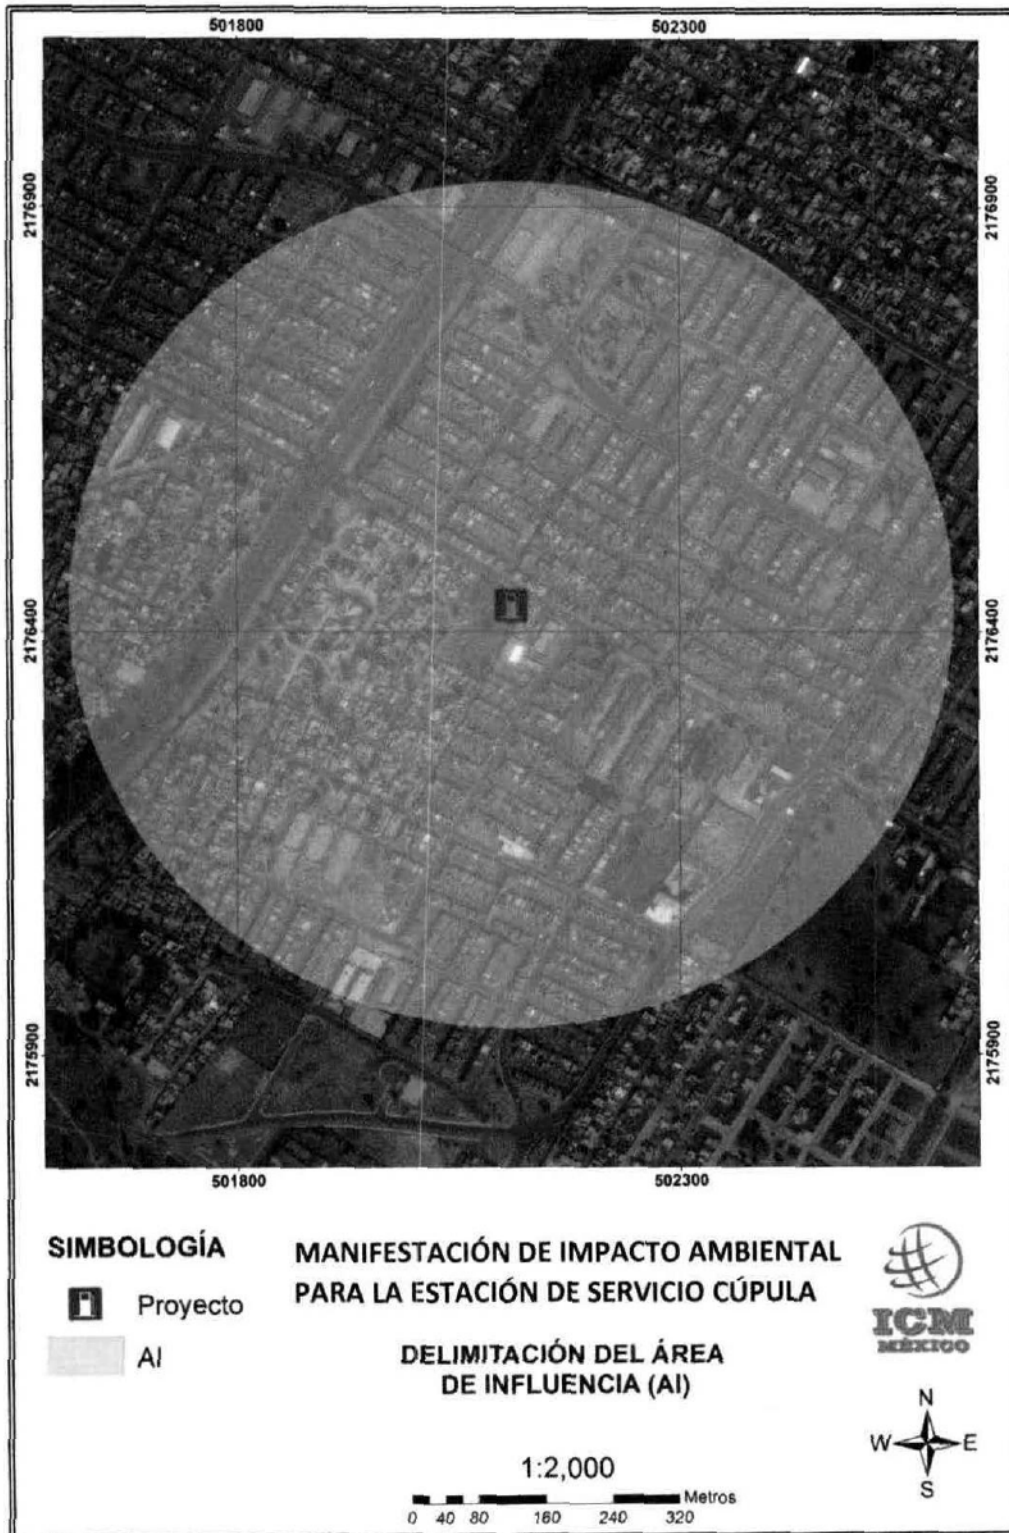 501800 502300
2176900 2176900
2176400 2176400
2175900 2175900
501800 502300
SIMBOLOGÍA
Proyecto
AI
MANIFESTACIÓN DE IMPACTO AMBIENTAL
PARA LA ESTACIÓN DE SERVICIO CÚPULA
DELIMITACIÓN DEL ÁREA
DE INFLUENCIA (AI)
1:2,000
Metros
0 40 80 160 240 320
ICM
MÉXICO
N
W E
S